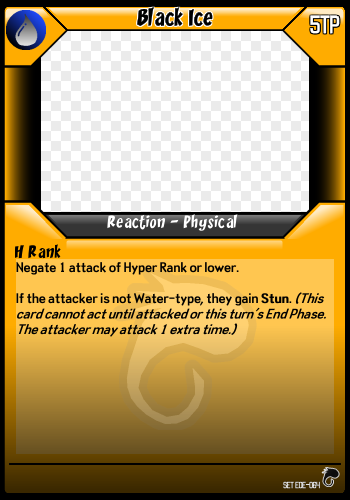 Black Ice
5TP
Reaction - Physical
H Rank
Negate 1 attack of Hyper Rank or lower.
If the attacker is not Water-type, they gain Stun. (This
card cannot act until attacked or this turn's End Phase.
The attacker may attack 1 extra time.)
SET EDE-064